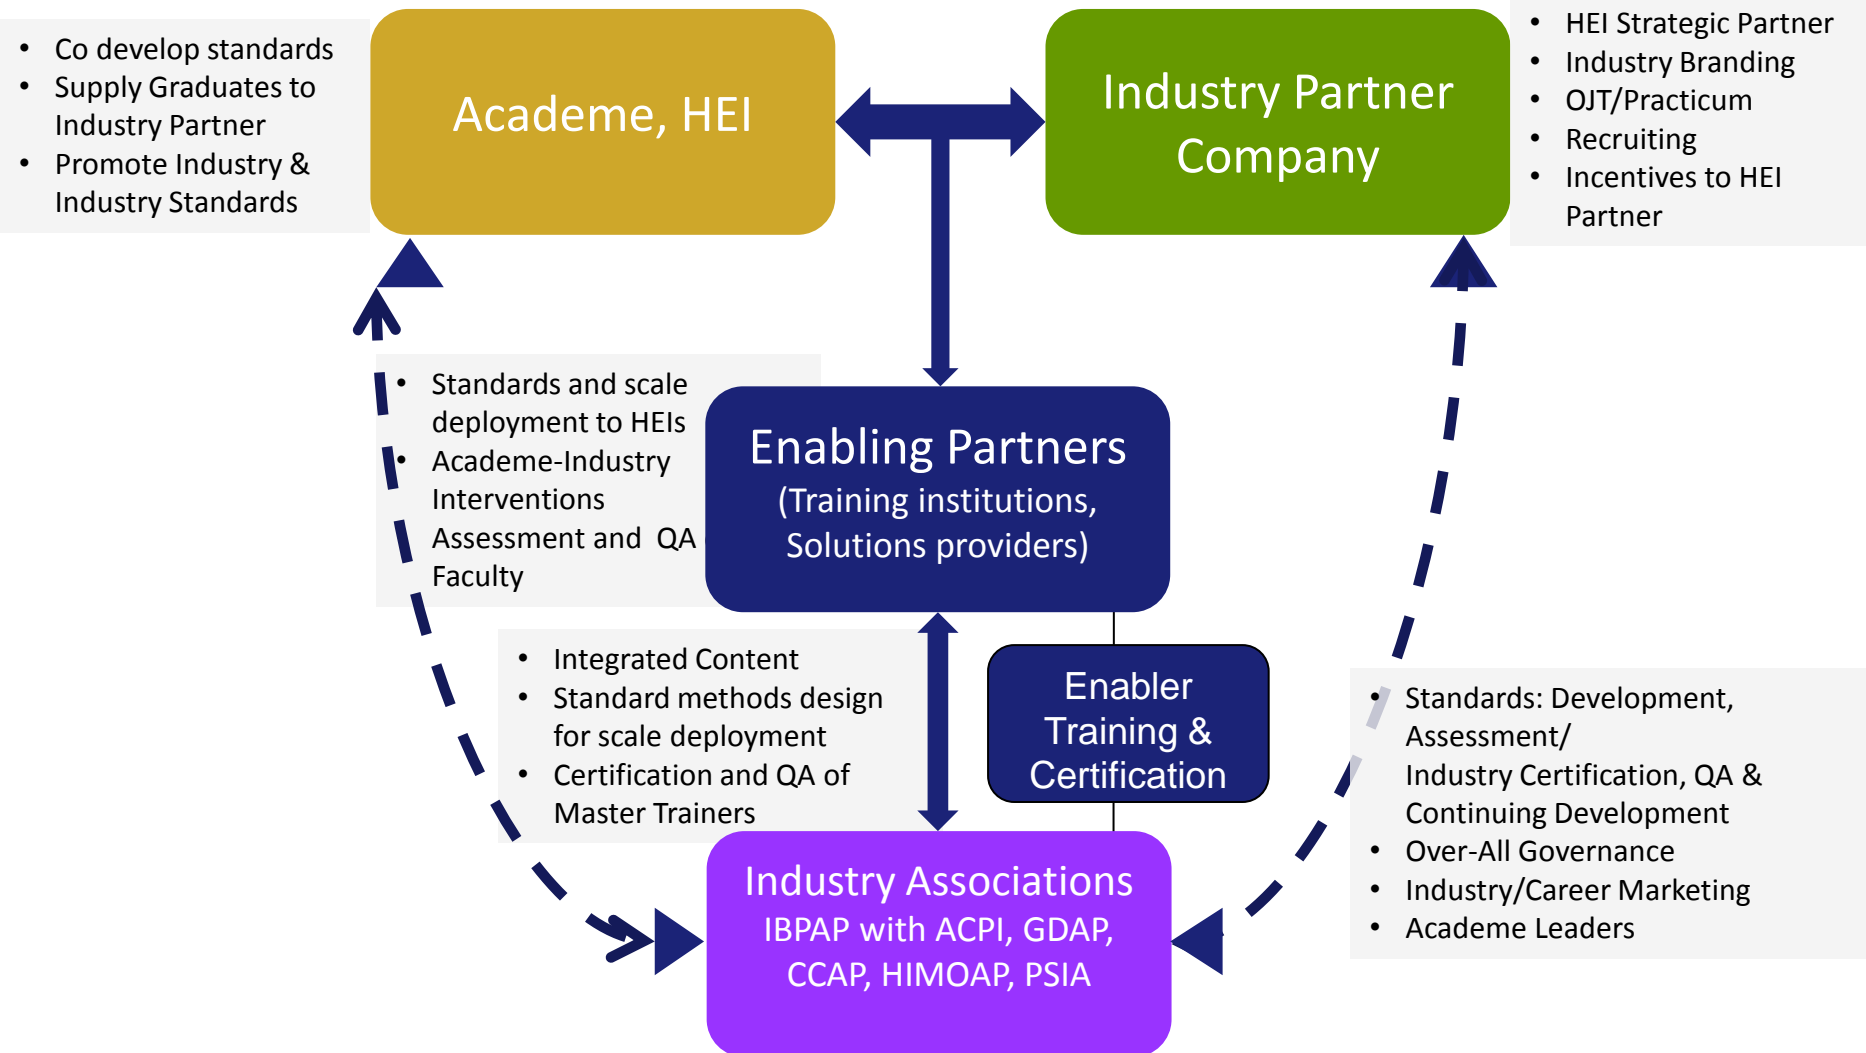 • Co develop standards
• Supply Graduates to
Industry Partner
• Promote Industry &
Industry Standards
Academe, HEI
Industry Partner
Company
• HEI Strategic Partner
• Industry Branding
• OJT/Practicum
• Recruiting
• Incentives to HEI
Partner
• Standards and scale
deployment to HEIs
• Academe-Industry
Interventions
Assessment and QA
Faculty
Enabling Partners
(Training institutions,
Solutions providers)
• Integrated Content
• Standard methods design
for scale deployment
• Certification and QA of
Master Trainers
Enabler
Training &
Certification
• Standards: Development,
Assessment/
Industry Certification, QA &
Continuing Development
• Over-All Governance
• Industry/Career Marketing
• Academe Leaders
Industry Associations
IBPAP with ACPI, GDAP,
CCAP, HIMOAP, PSIA